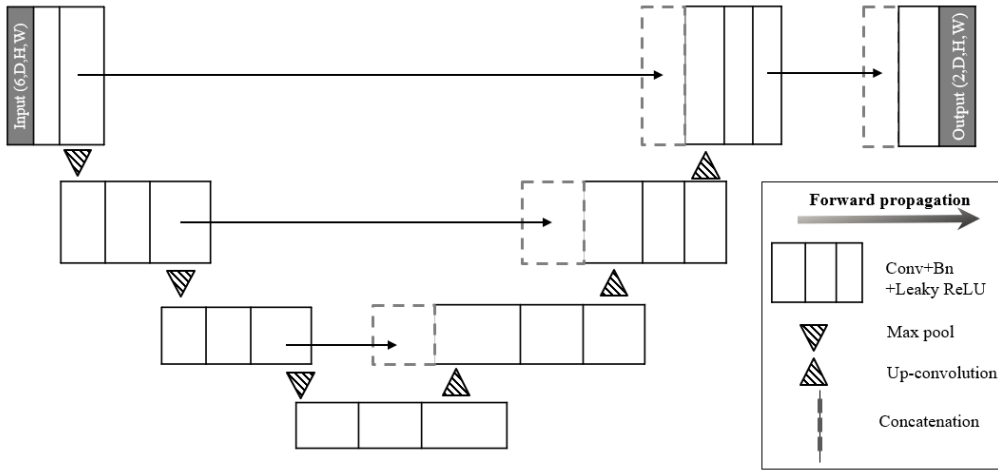 Input (6,D,H,W)
Output (2,D,H,W)
Forward propagation
Conv+Bn
+Leaky ReLU
Max pool
Up-convolution
Concatenation